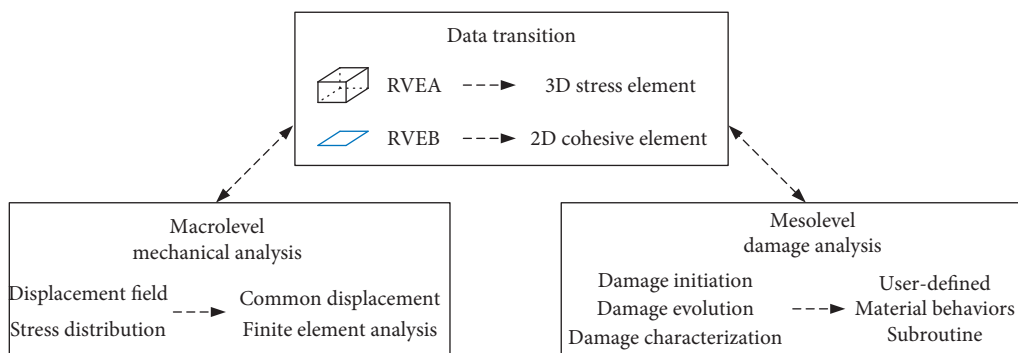 Data transition
RVEA
3D stress element
RVEB
2D cohesive element
Macrolevel
mechanical analysis
Displacement field
Stress distribution
Common displacement
Finite element analysis
Mesolevel
damage analysis
Damage initiation
Damage evolution
Damage characterization
User-defined
Material behaviors
Subroutine